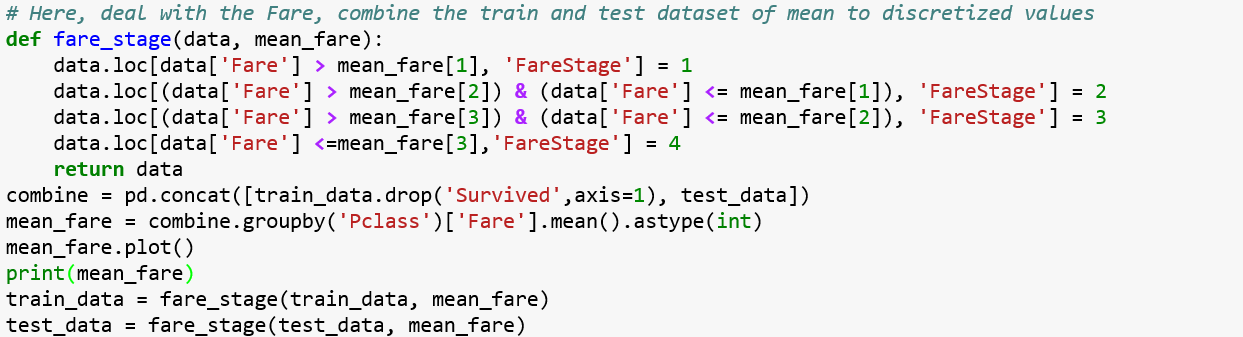 # Here, deal with the Fare, combine the train and test dataset of mean to discretized values
def fare_stage(data, mean_fare):
    data.loc[data['Fare'] > mean_fare[1], 'FareStage'] = 1
    data.loc[(data['Fare'] > mean_fare[2]) & (data['Fare'] <= mean_fare[1]), 'FareStage'] = 2
    data.loc[(data['Fare'] > mean_fare[3]) & (data['Fare'] <= mean_fare[2]), 'FareStage'] = 3
    data.loc[data['Fare'] <=mean_fare[3],'FareStage'] = 4
    return data
combine = pd.concat([train_data.drop('Survived',axis=1), test_data])
mean_fare = combine.groupby('Pclass')['Fare'].mean().astype(int)
mean_fare.plot()
print(mean_fare)
train_data = fare_stage(train_data, mean_fare)
test_data = fare_stage(test_data, mean_fare)